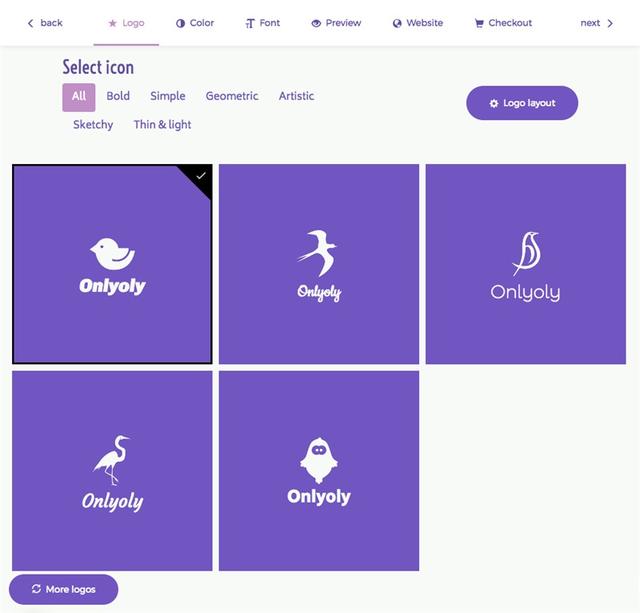 back Logo Color Font Preview Website Checkout next
Select icon
All Bold Simple Geometric Artistic
Logo layout
Sketchy Thin & light
Onlyoly
Onlyoly
Onlyoly
Onlyoly
Onlyoly
More logos